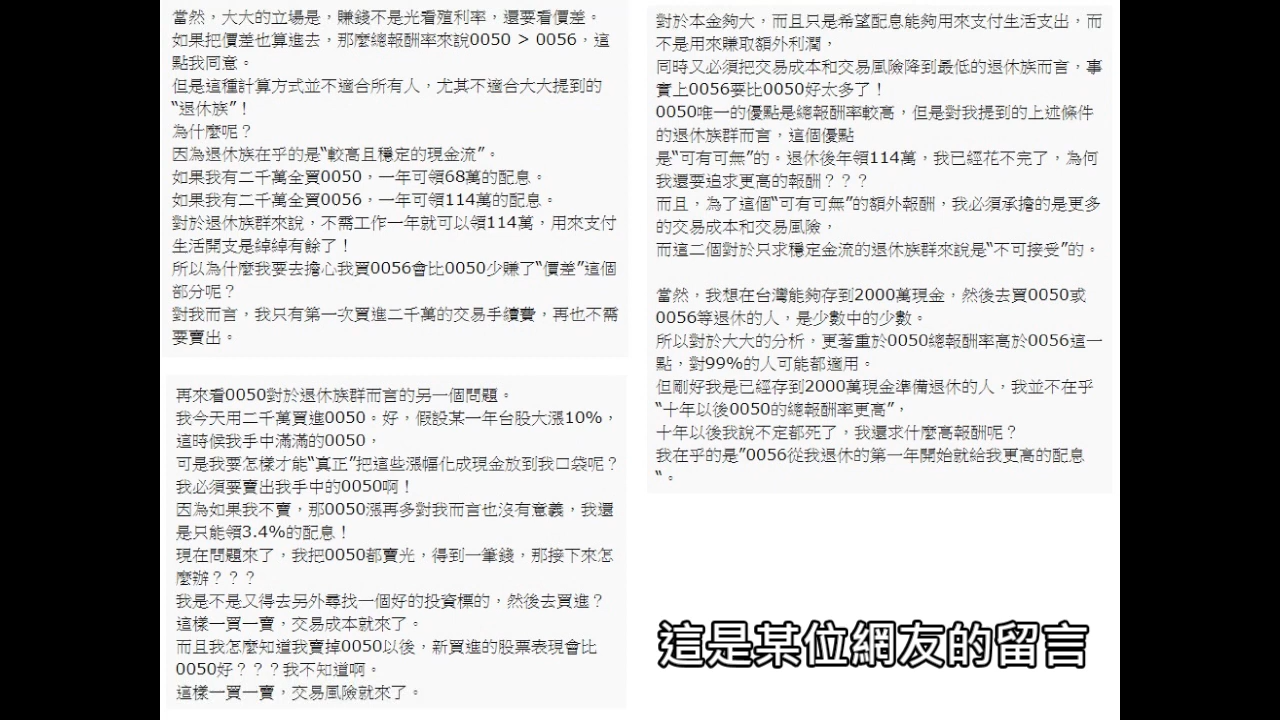 當然，大大的立場是，賺錢不是光看殖利率，還要看價差。
如果把價差也算進去，那麼總報酬率來說0050 > 0056，這
點我同意。
但是這種計算方式並不適合所有人，尤其不適合大大提到的
“退休族”！
為什麼呢？
因為退休族在乎的是“較高且穩定的現金流”。
如果我有二千萬全買0050，一年可領68萬的配息。
如果我有二千萬全買0056，一年可領114萬的配息。
對於退休族群來說，不需工作一年就可以領114萬，用來支付
生活開支是綽綽有餘了！
所以為什麼我要去擔心我買0056會比0050少賺了“價差”這個
部分呢？
對我而言，我只有第一次買進二千萬的交易手續費，再也不需
要賣出。
再來看0050對於退休族群而言的另一個問題。
我今天用二千萬買進0050。好，假設某一年台股大漲10%，
這時候我手中滿滿的0050，
可是我要怎樣才能“真正”把這些漲幅化成現金放到我口袋呢？
我必須要賣出我手中的0050啊！
因為如果我不賣，那0050漲再多對我而言也沒有意義，我還
是只能領3.4%的配息！
現在問題來了，我把0050都賣光，得到一筆錢，那接下來怎
麼辦？？？
我是不是又得去另外尋找一個好的投資標的，然後去買進？
這樣一買一賣，交易成本就來了。
而且我怎麼知道我賣掉0050以後，新買進的股票表現會比
0050好？？？我不知道啊。
這樣一買一賣，交易風險就來了。
對於本金夠大，而且只是希望配息能夠用來支付生活支出，而
不是用來賺取額外利潤，
同時又必須把交易成本和交易風險降到最低的退休族而言，事
實上0056要比0050好太多了！
0050唯一的優點是總報酬率較高，但是對我提到的上述條件
的退休族群而言，這個優點
是“可有可無”的。退休後年領114萬，我已經花不完了，為何
我還要追求更高的報酬？？？
而且，為了這個“可有可無”的額外報酬，我必須承擔的是更多
的交易成本和交易風險，
而這二個對於只求穩定金流的退休族群來說是“不可接受”的。
當然，我想在台灣能夠存到2000萬現金，然後去買0050或
0056等退休的人，是少數中的少數。
所以對於大大的分析，更著重於0050總報酬率高於0056這一
點，對99%的人可能都適用。
但剛好我是已經存到2000萬現金準備退休的人，我並不在乎
“十年以後0050的總報酬率更高”，
十年以後我說不定都死了，我還求什麼高報酬呢？
我在乎的是”0056從我退休的第一年開始就給我更高的配息
“。
這是某位網友的留言